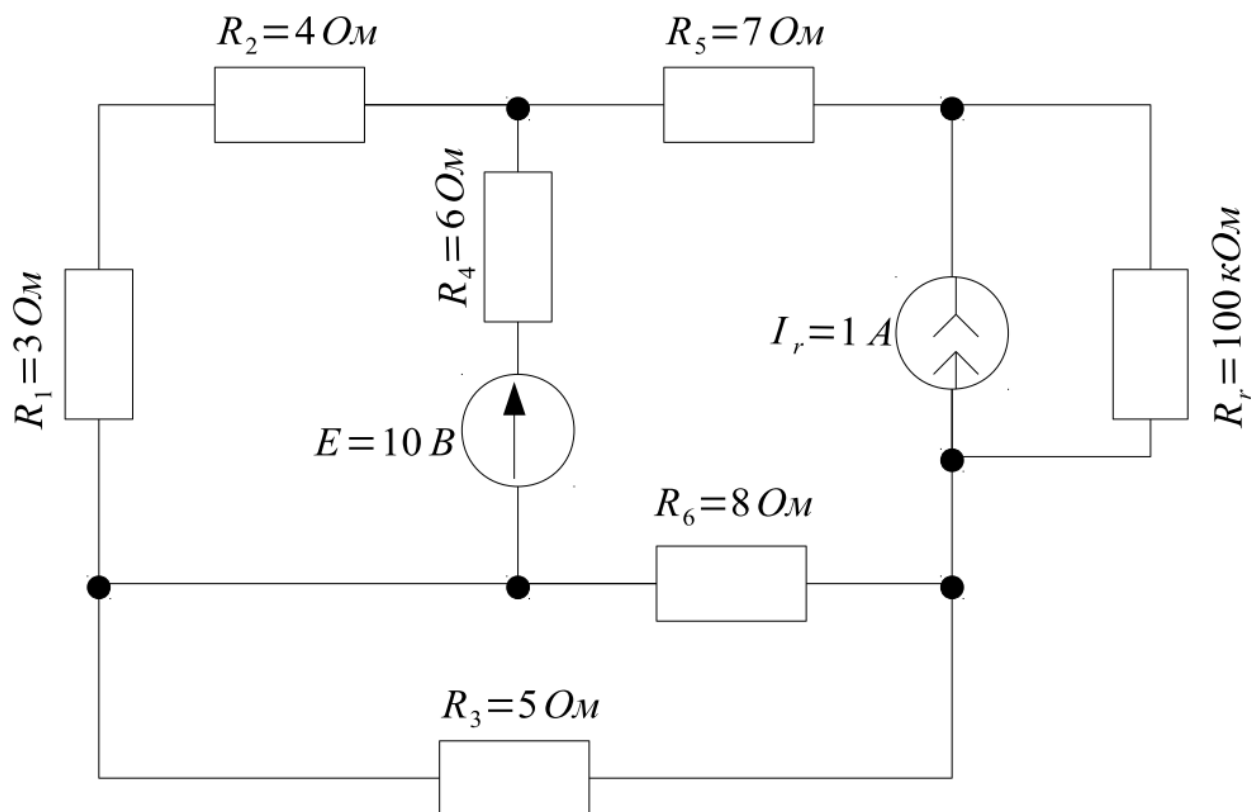 R₂=4 Ом
R₅=7 Ом
R₄=6 Ом
R₁=3 Ом
E=10 В
Iᵣ=1 А
Rᵣ=100 кОм
R₆=8 Ом
R₃=5 Ом